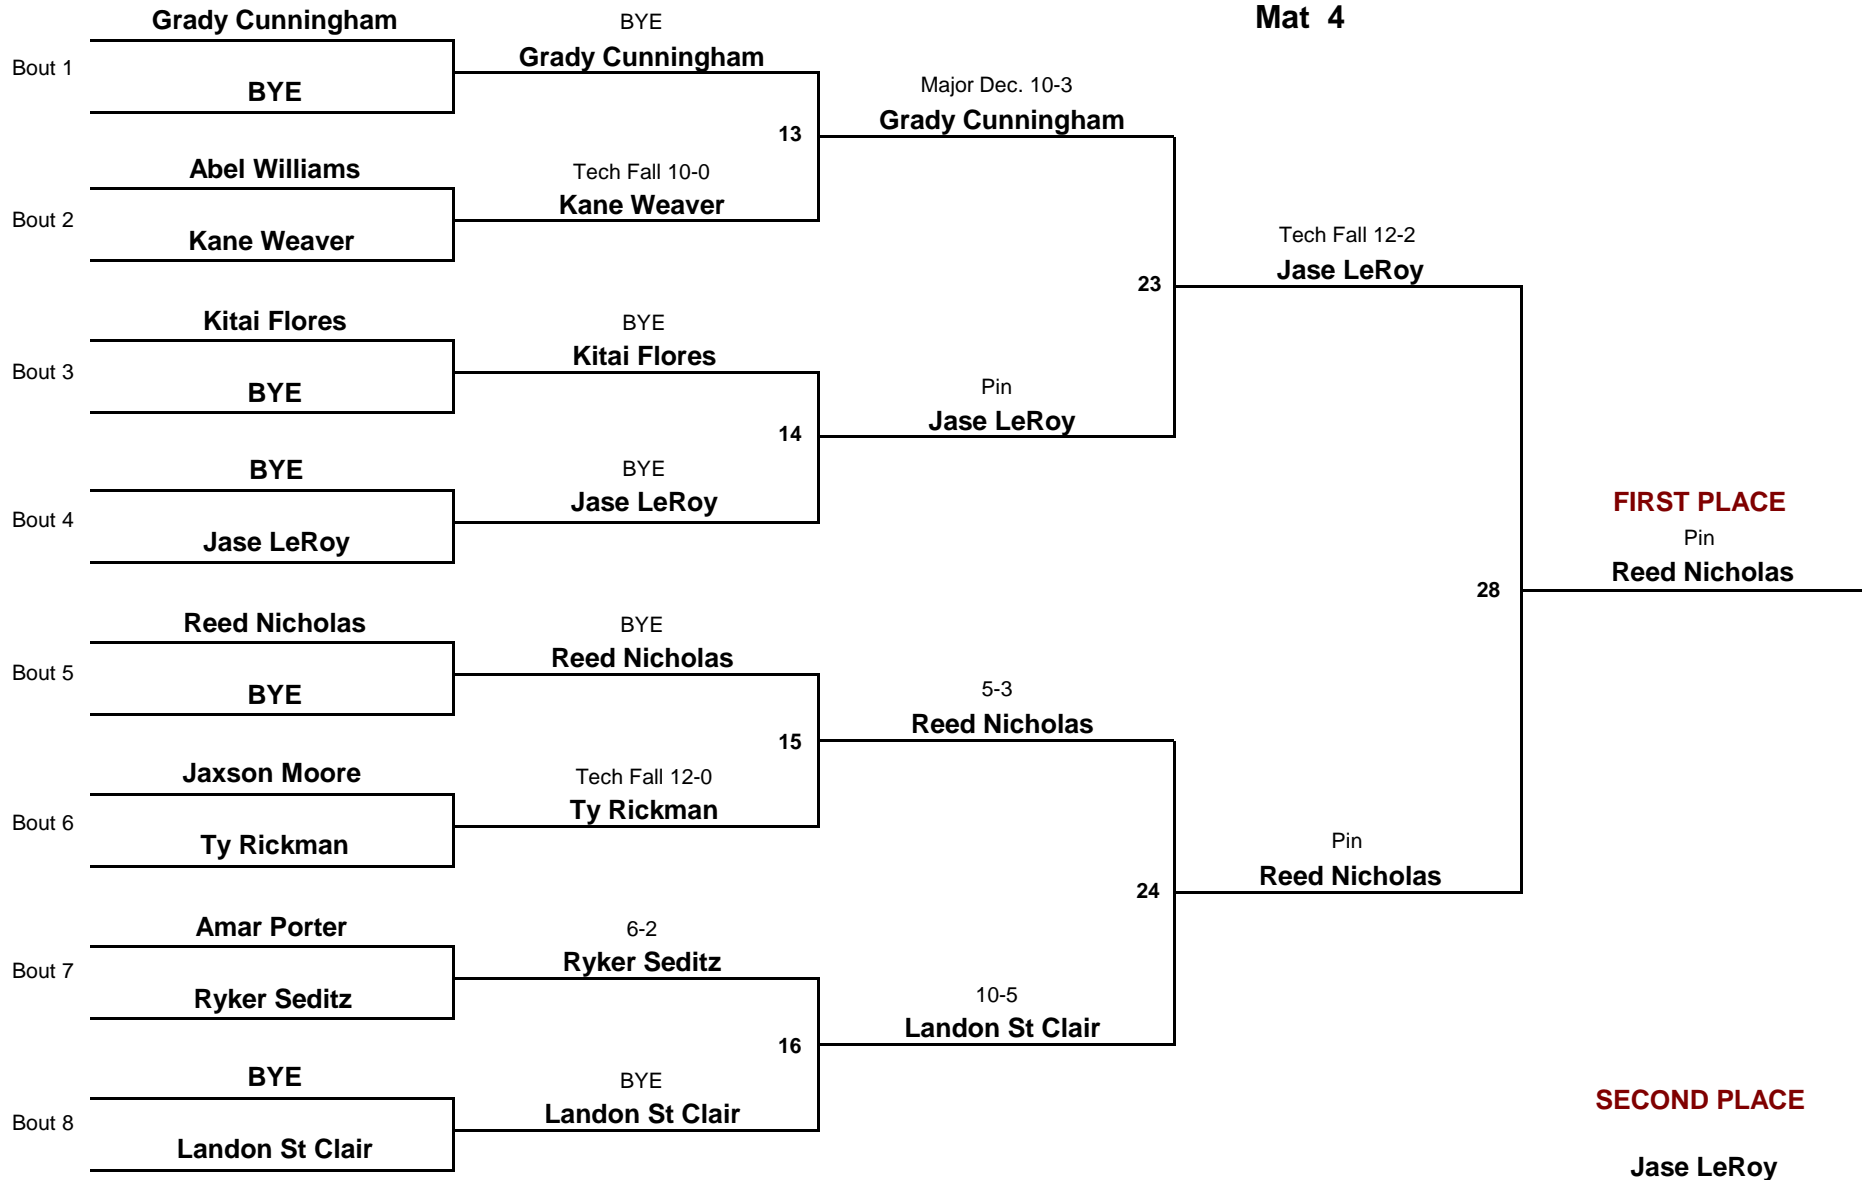 Mat 4
Grady Cunningham
Bout 1
BYE
Abel Williams
Bout 2
Kane Weaver
Kitai Flores
Bout 3
BYE
BYE
Bout 4
Jase LeRoy
Reed Nicholas
Bout 5
BYE
Jaxson Moore
Bout 6
Ty Rickman
Amar Porter
Bout 7
Ryker Seditz
BYE
Bout 8
Landon St Clair
BYE
Grady Cunningham
13
Tech Fall 10-0
Kane Weaver
BYE
Kitai Flores
14
BYE
Jase LeRoy
BYE
Reed Nicholas
15
Tech Fall 12-0
Ty Rickman
6-2
Ryker Seditz
16
BYE
Landon St Clair
Major Dec. 10-3
Grady Cunningham
23
Pin
Jase LeRoy
5-3
Reed Nicholas
24
10-5
Landon St Clair
Tech Fall 12-2
Jase LeRoy
28
Pin
Reed Nicholas
FIRST PLACE
Pin
Reed Nicholas
SECOND PLACE
Jase LeRoy